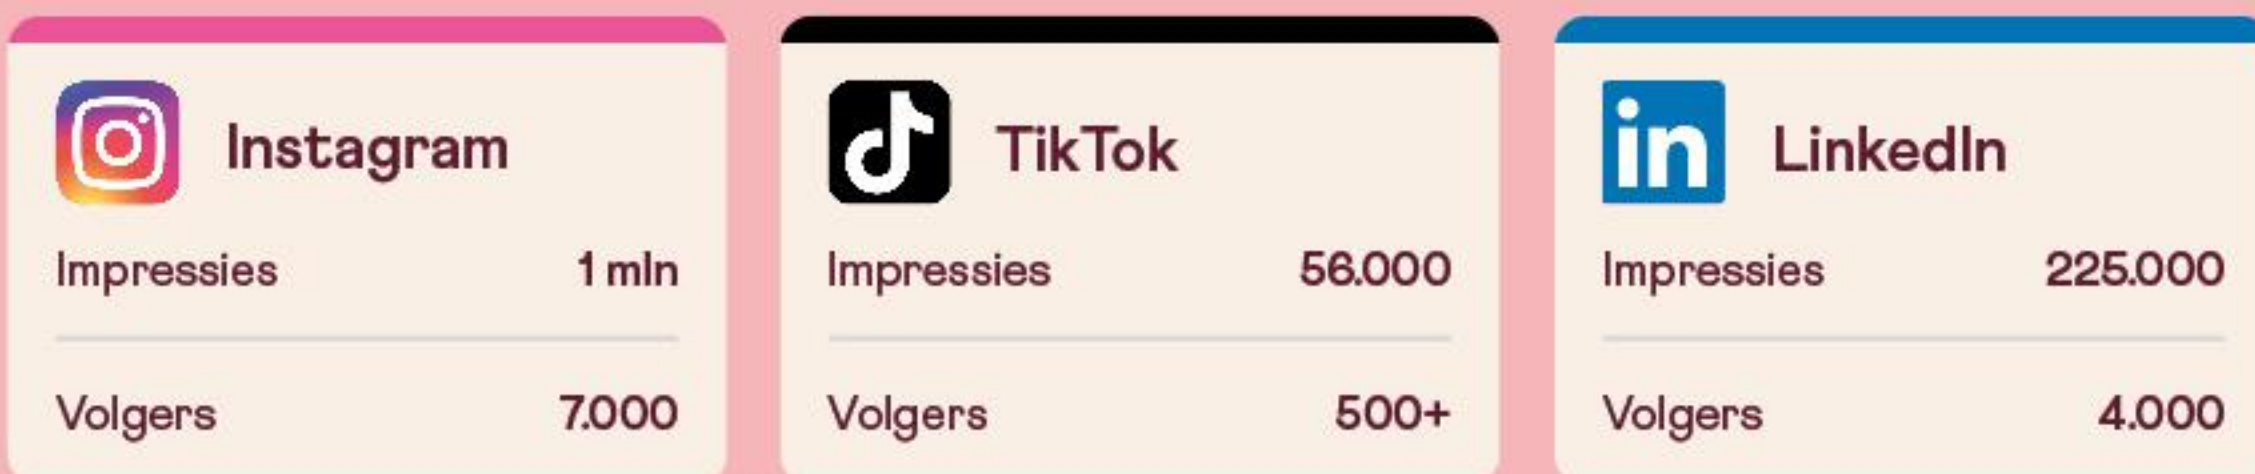 Instagram
Impressies 1 mln
Volgers 7.000
TikTok
Impressies 56.000
Volgers 500+
in LinkedIn
Impressies 225.000
Volgers 4.000